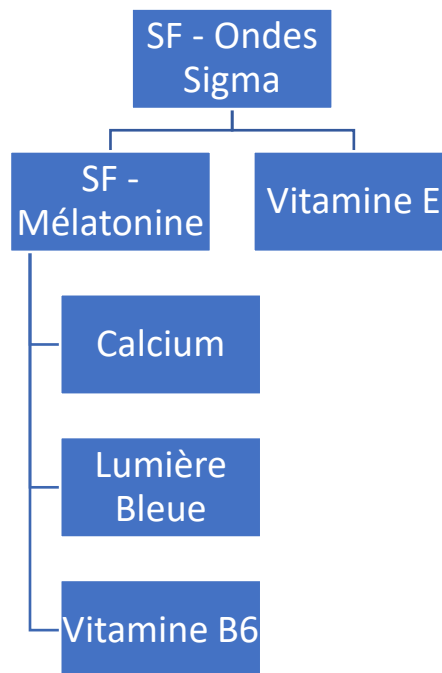 SF - Ondes
Sigma
SF -
Mélatonine
Vitamine E
Calcium
Lumière
Bleue
Vitamine B6